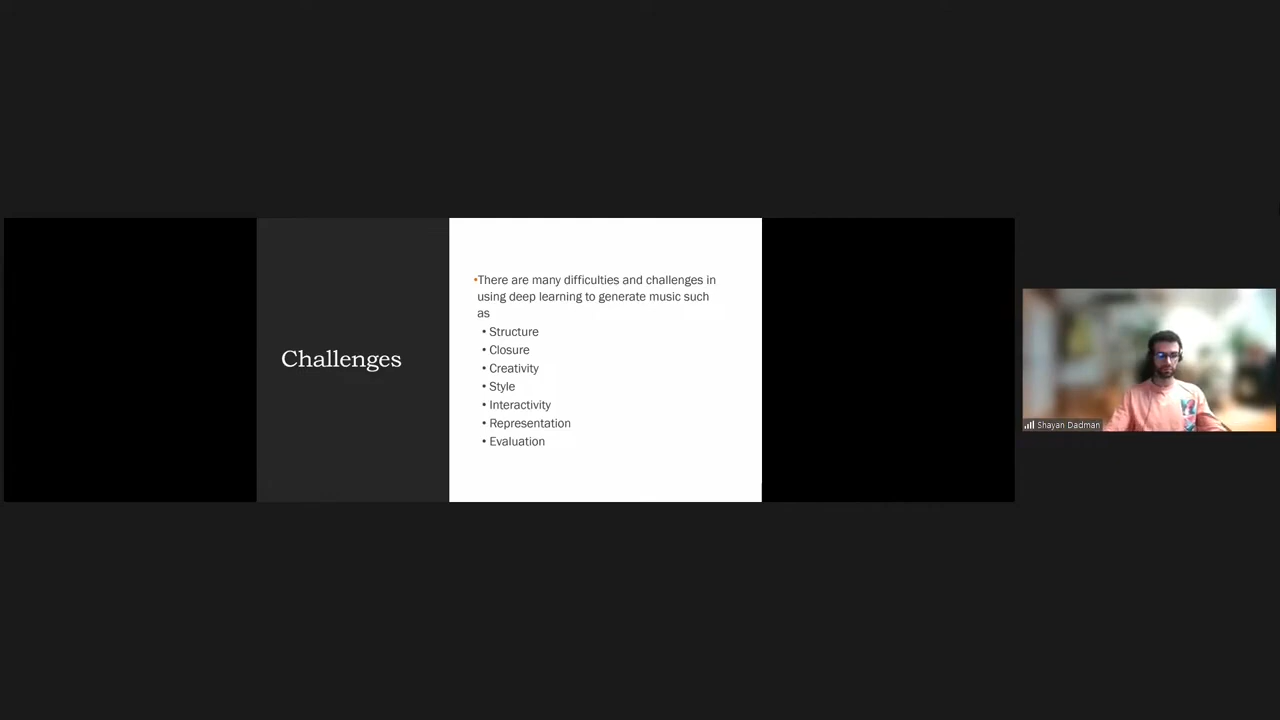 Challenges
•There are many difficulties and challenges in
using deep learning to generate music such
as
• Structure
• Closure
• Creativity
• Style
• Interactivity
• Representation
• Evaluation
Shayan Dadman